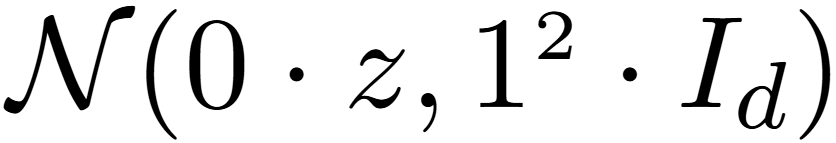 𝒩(0 · z, 1² · I_d)